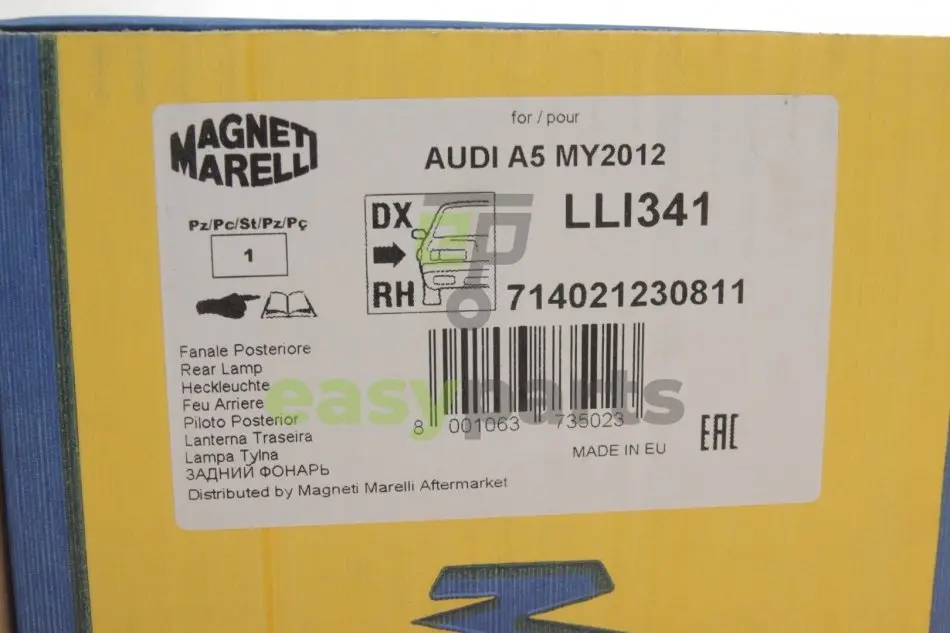 for / pour
MAGNETI
MARELLI
AUDI A5 MY2012
DX
RH
LLI341
Pz/Pc/St/Pz/Pç
1
714021230811
Fanale Posteriore
Rear Lamp
Heckleuchte
Feu Arriere
Piloto Posterior
Lanterna Traseira
Lampa Tylna
ЗАДНИЙ ФОНАРЬ
easyparts
8 001063 735023
MADE IN EU
EAC
Distributed by Magneti Marelli Aftermarket